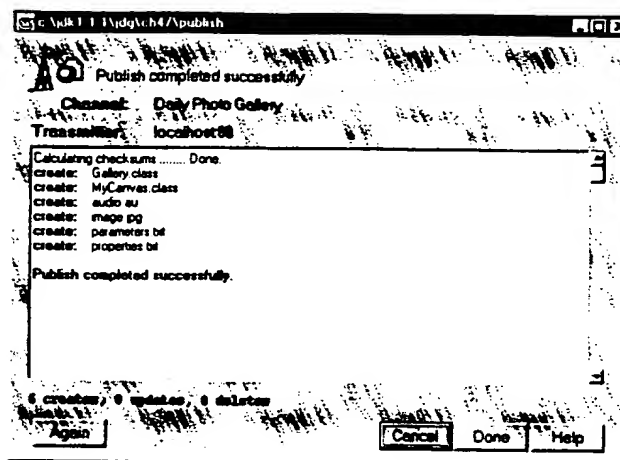 c:\jdk1.1.1\jdg\ch47\publish
Publish completed successfully
Channel: Daily Photo Gallery
Transmitter: localhost:80
Calculating checksums ........ Done.
create: Gallery.class
create: MyCanvas.class
create: audio.au
create: image.jpg
create: parameters.txt
create: properties.txt
Publish completed successfully.
6 creates, 0 updates, 0 deletes
Again
Cancel
Done
Help